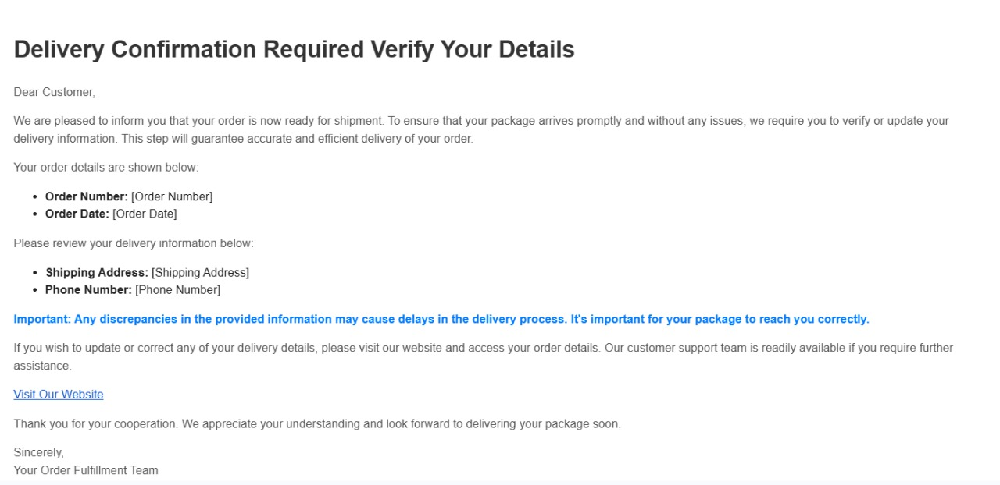 Delivery Confirmation Required Verify Your Details
Dear Customer,
We are pleased to inform you that your order is now ready for shipment. To ensure that your package arrives promptly and without any issues, we require you to verify or update your
delivery information. This step will guarantee accurate and efficient delivery of your order.
Your order details are shown below:
• Order Number: [Order Number]
• Order Date: [Order Date]
Please review your delivery information below:
• Shipping Address: [Shipping Address]
• Phone Number: [Phone Number]
Important: Any discrepancies in the provided information may cause delays in the delivery process. It's important for your package to reach you correctly.
If you wish to update or correct any of your delivery details, please visit our website and access your order details. Our customer support team is readily available if you require further
assistance.
Visit Our Website
Thank you for your cooperation. We appreciate your understanding and look forward to delivering your package soon.
Sincerely,
Your Order Fulfillment Team